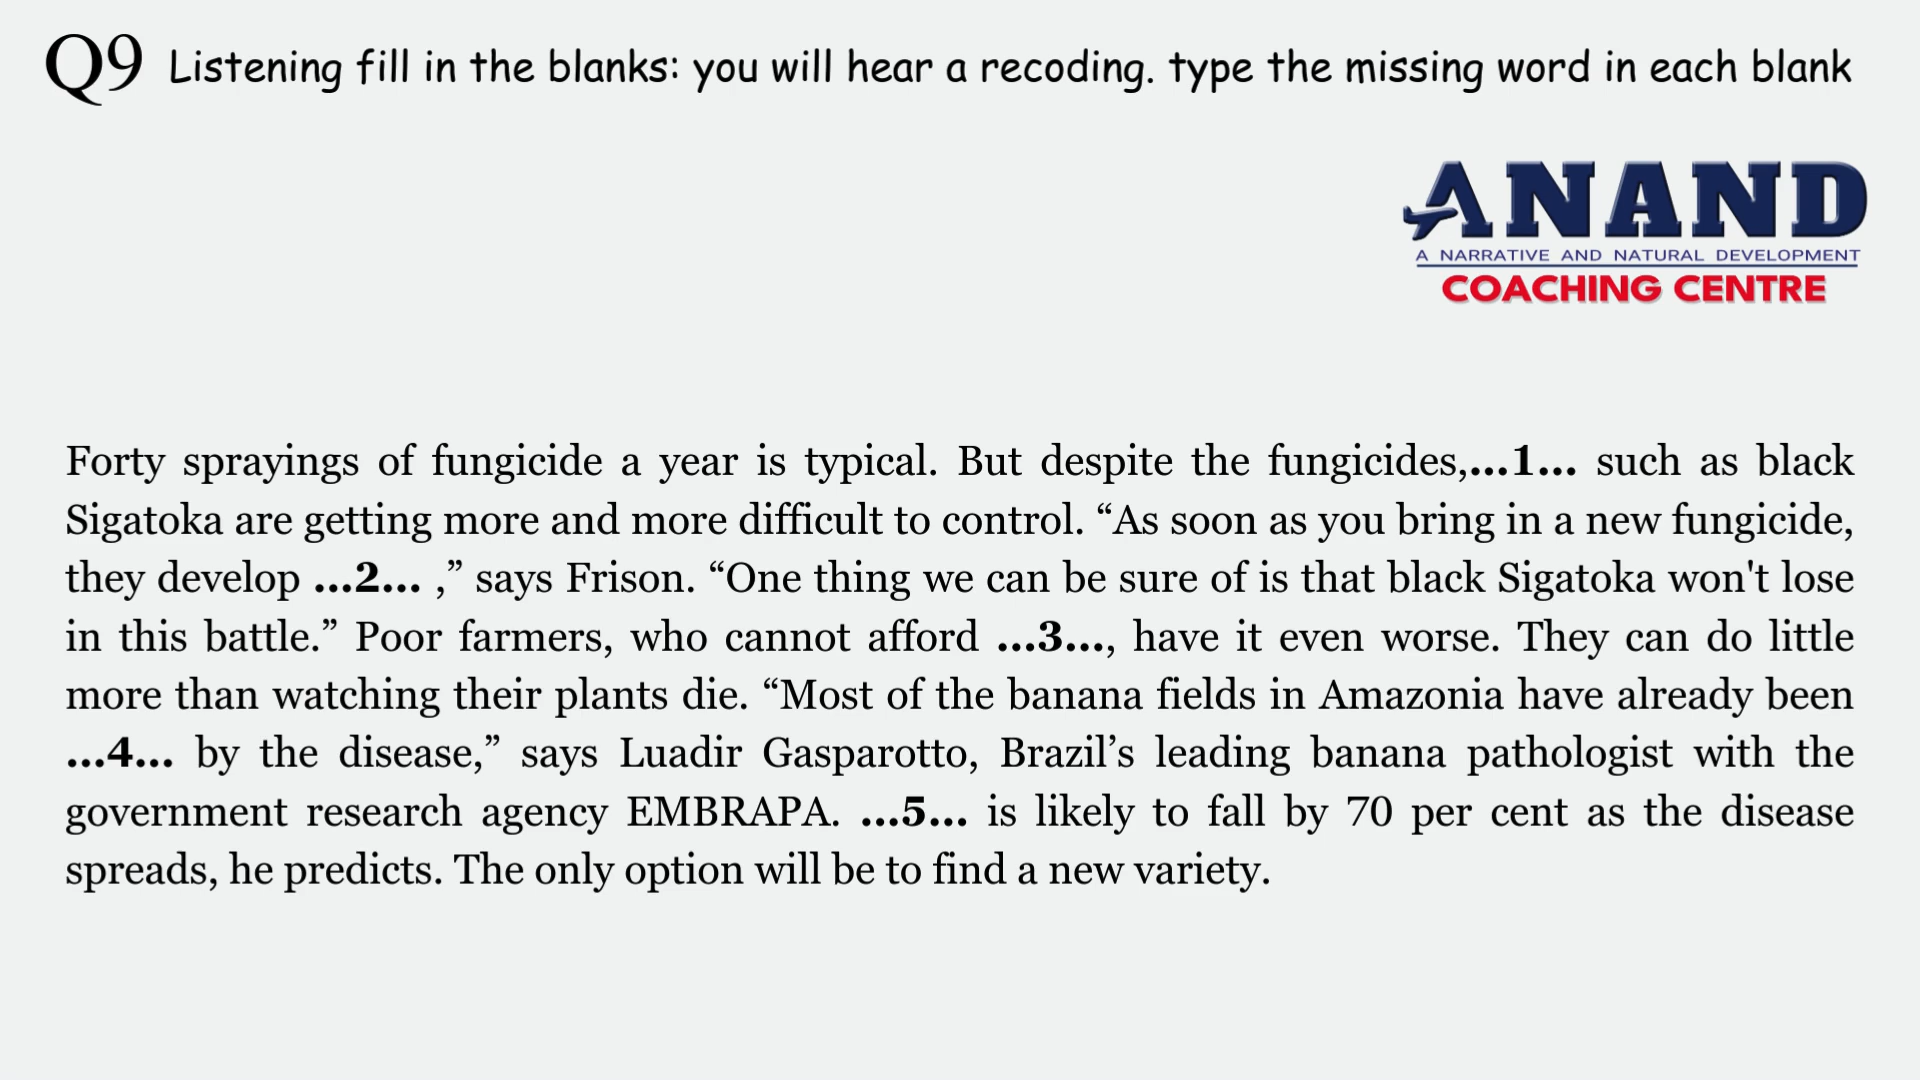 Q9 Listening fill in the blanks: you will hear a recoding. type the missing word in each blank
ANAND
A NARRATIVE AND NATURAL DEVELOPMENT
COACHING CENTRE
Forty sprayings of fungicide a year is typical. But despite the fungicides,...1... such as black
Sigatoka are getting more and more difficult to control. “As soon as you bring in a new fungicide,
they develop ...2... ,” says Frison. “One thing we can be sure of is that black Sigatoka won't lose
in this battle.” Poor farmers, who cannot afford ...3..., have it even worse. They can do little
more than watching their plants die. “Most of the banana fields in Amazonia have already been
...4... by the disease,” says Luadir Gasparotto, Brazil’s leading banana pathologist with the
government research agency EMBRAPA. ...5... is likely to fall by 70 per cent as the disease
spreads, he predicts. The only option will be to find a new variety.